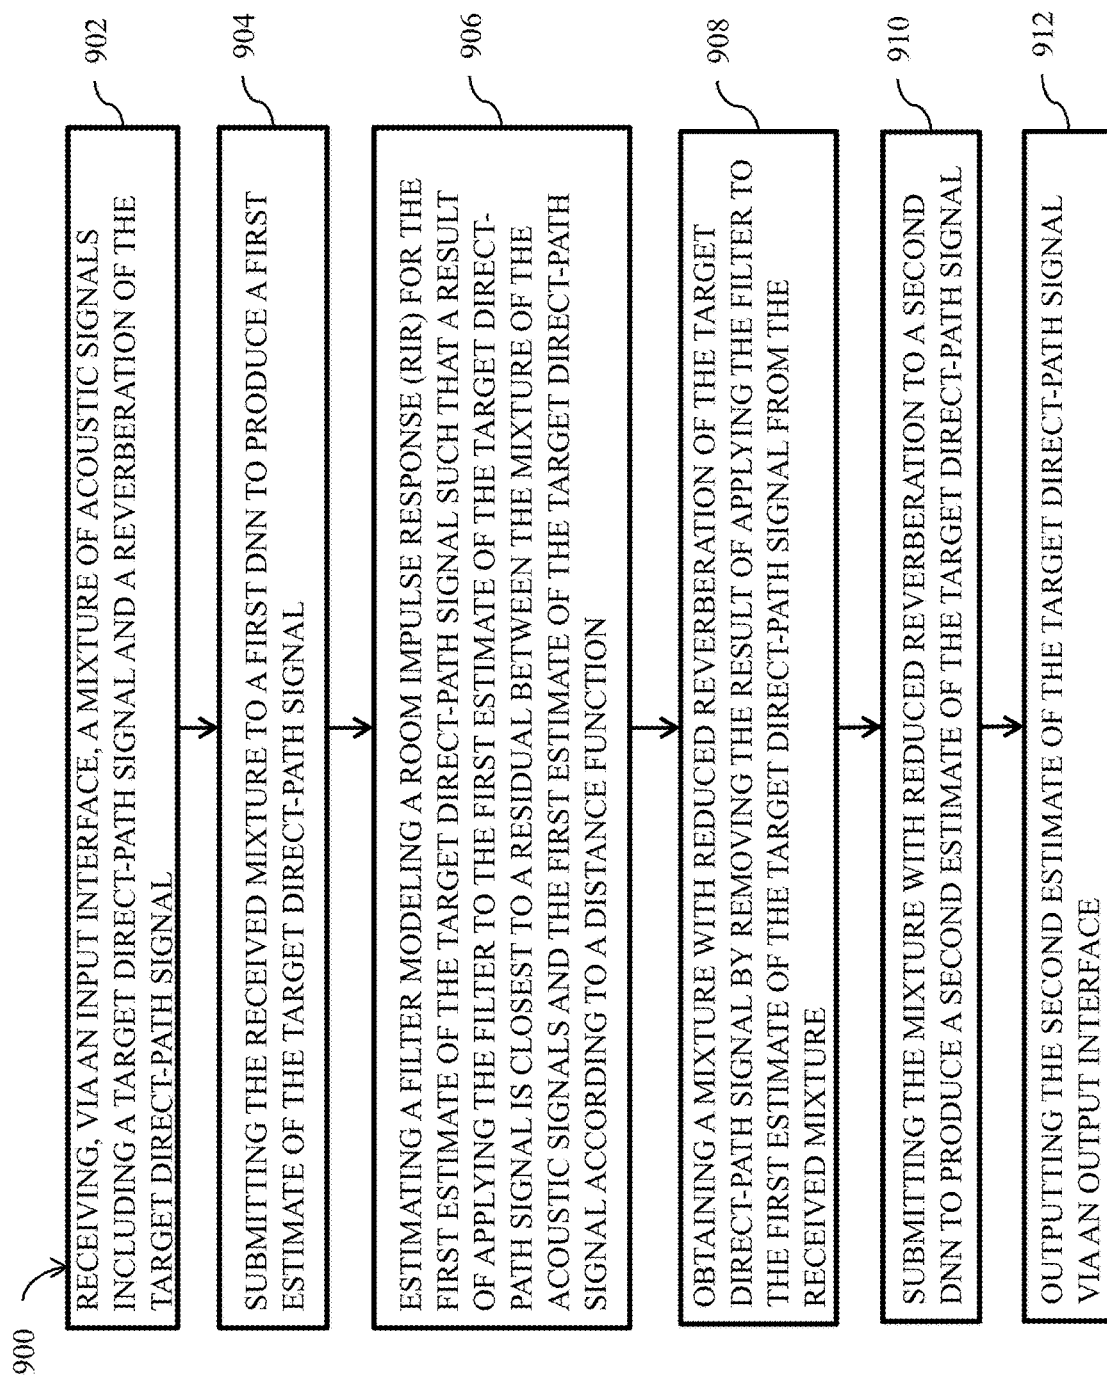 900
902
RECEIVING, VIA AN INPUT INTERFACE, A MIXTURE OF ACOUSTIC SIGNALS
INCLUDING A TARGET DIRECT-PATH SIGNAL AND A REVERBERATION OF THE
TARGET DIRECT-PATH SIGNAL
904
SUBMITTING THE RECEIVED MIXTURE TO A FIRST DNN TO PRODUCE A FIRST
ESTIMATE OF THE TARGET DIRECT-PATH SIGNAL
906
ESTIMATING A FILTER MODELING A ROOM IMPULSE RESPONSE (RIR) FOR THE
FIRST ESTIMATE OF THE TARGET DIRECT-PATH SIGNAL SUCH THAT A RESULT
OF APPLYING THE FILTER TO THE FIRST ESTIMATE OF THE TARGET DIRECT-
PATH SIGNAL IS CLOSEST TO A RESIDUAL BETWEEN THE MIXTURE OF THE
ACOUSTIC SIGNALS AND THE FIRST ESTIMATE OF THE TARGET DIRECT-PATH
SIGNAL ACCORDING TO A DISTANCE FUNCTION
908
OBTAINING A MIXTURE WITH REDUCED REVERBERATION OF THE TARGET
DIRECT-PATH SIGNAL BY REMOVING THE RESULT OF APPLYING THE FILTER TO
THE FIRST ESTIMATE OF THE TARGET DIRECT-PATH SIGNAL FROM THE
RECEIVED MIXTURE
910
SUBMITTING THE MIXTURE WITH REDUCED REVERBERATION TO A SECOND
DNN TO PRODUCE A SECOND ESTIMATE OF THE TARGET DIRECT-PATH SIGNAL
912
OUTPUTTING THE SECOND ESTIMATE OF THE TARGET DIRECT-PATH SIGNAL
VIA AN OUTPUT INTERFACE